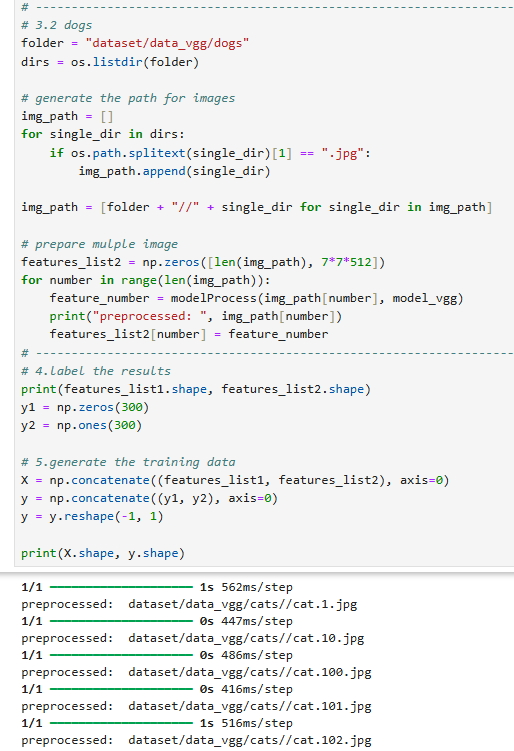 # ------------------------------------------------------------------
# 3.2 dogs
folder = "dataset/data_vgg/dogs"
dirs = os.listdir(folder)
# generate the path for images
img_path = []
for single_dir in dirs:
    if os.path.splitext(single_dir)[1] == ".jpg":
        img_path.append(single_dir)
img_path = [folder + "//" + single_dir for single_dir in img_path]
# prepare mulple image
features_list2 = np.zeros([len(img_path), 7*7*512])
for number in range(len(img_path)):
    feature_number = modelProcess(img_path[number], model_vgg)
    print("preprocessed: ", img_path[number])
    features_list2[number] = feature_number
# ------------------------------------------------------------------
# 4.label the results
print(features_list1.shape, features_list2.shape)
y1 = np.zeros(300)
y2 = np.ones(300)
# 5.generate the training data
X = np.concatenate((features_list1, features_list2), axis=0)
y = np.concatenate((y1, y2), axis=0)
y = y.reshape(-1, 1)
print(X.shape, y.shape)
1/1 ━━━━━━━━━━━━━━━━━━━━ 1s 562ms/step
preprocessed:  dataset/data_vgg/cats//cat.1.jpg
1/1 ━━━━━━━━━━━━━━━━━━━━ 0s 447ms/step
preprocessed:  dataset/data_vgg/cats//cat.10.jpg
1/1 ━━━━━━━━━━━━━━━━━━━━ 0s 486ms/step
preprocessed:  dataset/data_vgg/cats//cat.100.jpg
1/1 ━━━━━━━━━━━━━━━━━━━━ 0s 416ms/step
preprocessed:  dataset/data_vgg/cats//cat.101.jpg
1/1 ━━━━━━━━━━━━━━━━━━━━ 1s 516ms/step
preprocessed:  dataset/data_vgg/cats//cat.102.jpg